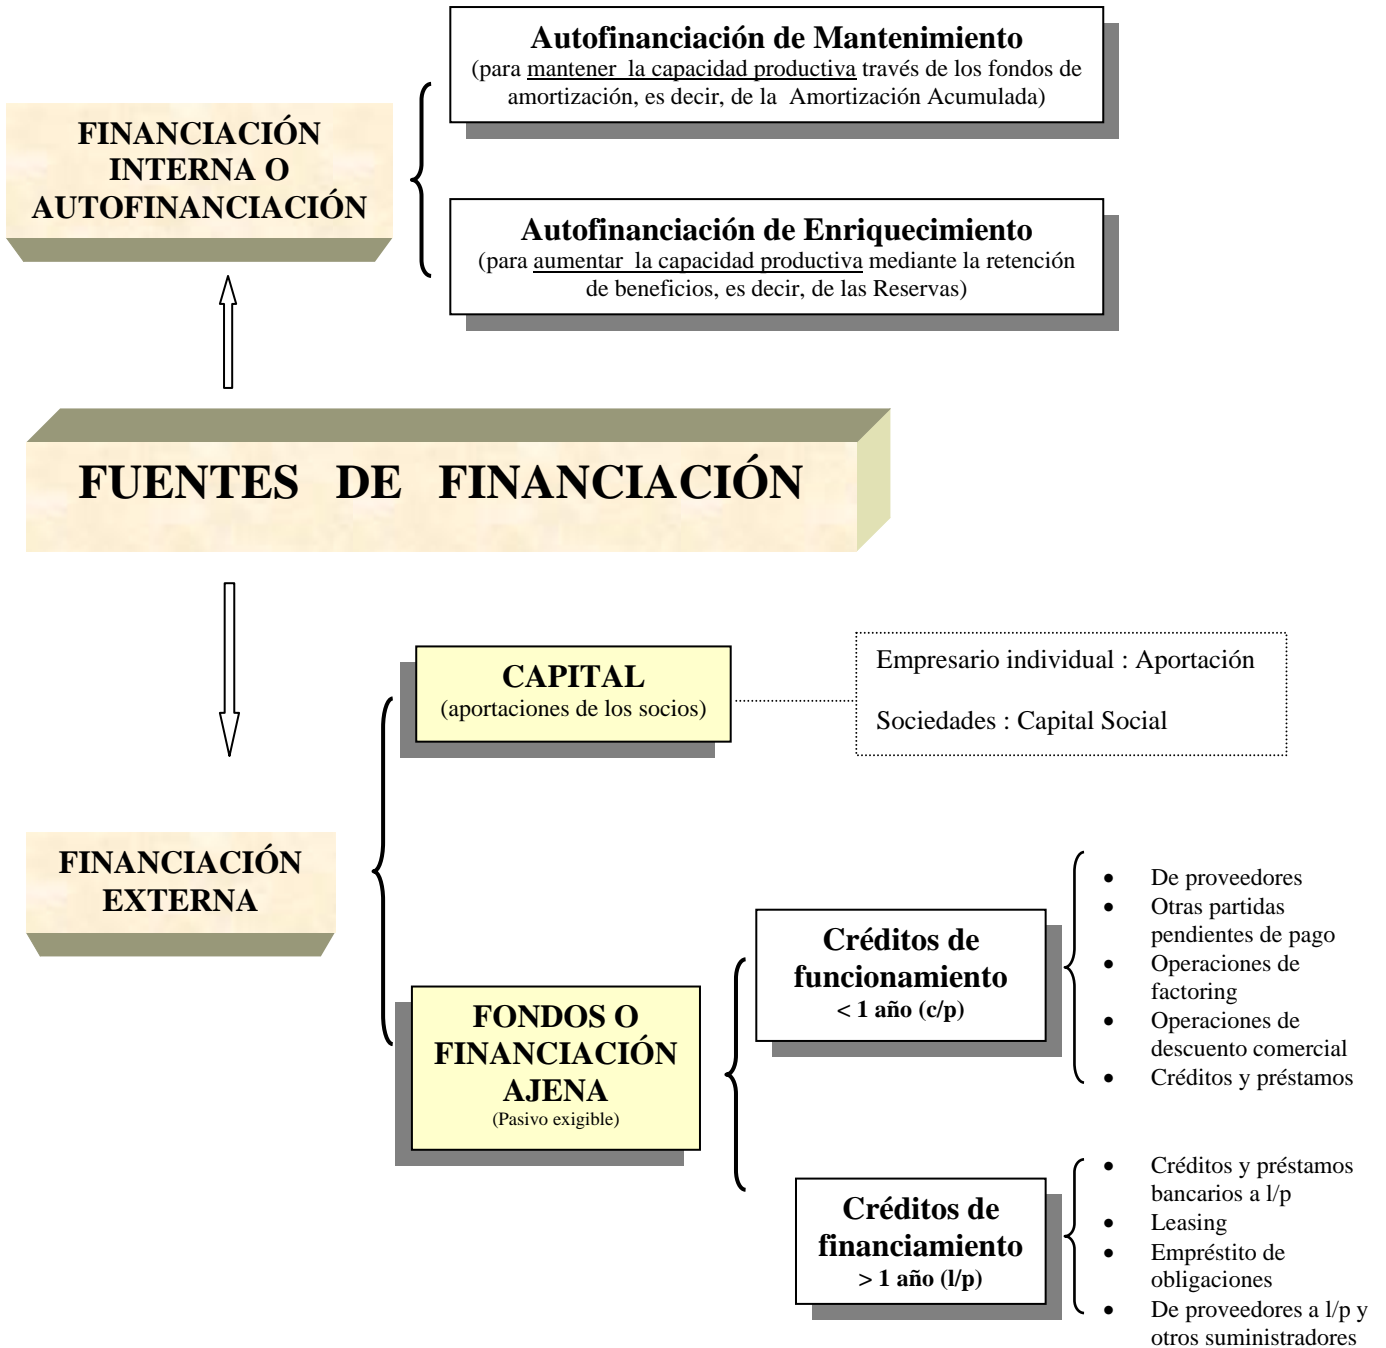 Autofinanciación de Mantenimiento
(para mantener la capacidad productiva través de los fondos de
amortización, es decir, de la Amortización Acumulada)
FINANCIACIÓN
INTERNA O
AUTOFINANCIACIÓN
Autofinanciación de Enriquecimiento
(para aumentar la capacidad productiva mediante la retención
de beneficios, es decir, de las Reservas)
FUENTES DE FINANCIACIÓN
CAPITAL
(aportaciones de los socios)
Empresario individual : Aportación
Sociedades : Capital Social
FINANCIACIÓN
EXTERNA
FONDOS O
FINANCIACIÓN
AJENA
(Pasivo exigible)
Créditos de
funcionamiento
< 1 año (c/p)
• De proveedores
• Otras partidas
pendientes de pago
• Operaciones de
factoring
• Operaciones de
descuento comercial
• Créditos y préstamos
Créditos de
financiamiento
> 1 año (l/p)
• Créditos y préstamos
bancarios a l/p
• Leasing
• Empréstito de
obligaciones
• De proveedores a l/p y
otros suministradores